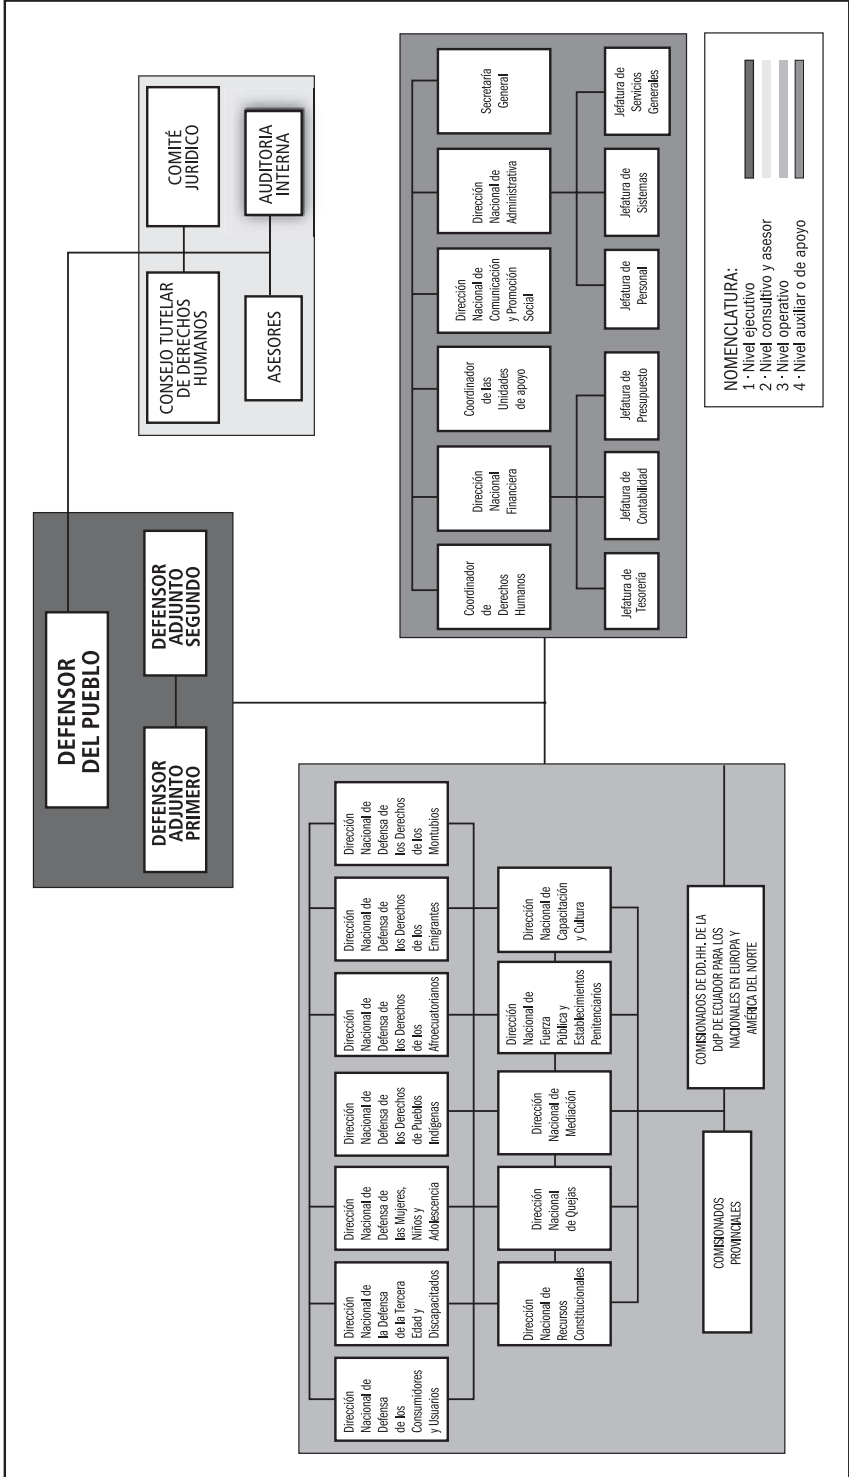 DEFENSOR
DEL PUEBLO
DEFENSOR
ADJUNTO
PRIMERO
DEFENSOR
ADJUNTO
SEGUNDO
CONSEJO TUTELAR
DE DERECHOS
HUMANOS
COMITÉ
JURÍDICO
ASESORES
AUDITORIA
INTERNA
Dirección
Nacional de
Defensa
de los
Consumidores
y Usuarios
Dirección
Nacional de
la Defensa
de la Tercera
Edad y
Discapacitados
Dirección
Nacional de
Defensa de
las Mujeres,
Niños y
Adolescencia
Dirección
Nacional de
Defensa de
los Derechos
de Pueblos
Indígenas
Dirección
Nacional de
Defensa de
los Derechos
de los
Afroecuatorianos
Dirección
Nacional de
Defensa de
los Derechos
de los
Emigrantes
Dirección
Nacional de
Defensa de
los Derechos
de los
Montubios
Dirección
Nacional de
Recursos
Constitucionales
Dirección
Nacional
de Quejas
Dirección
Nacional de
Mediación
Dirección
Nacional de
Fuerza
Pública y
Establecimientos
Penitenciarios
Dirección
Nacional de
Capacitación
y Cultura
COMISIONADOS
PROVINCIALES
COMISIONADOS DE DD.HH. DE LA
DdP DE ECUADOR PARA LOS
NACIONALES EN EUROPA Y
AMÉRICA DEL NORTE
Coordinador
de
Derechos
Humanos
Dirección
Nacional
Financiera
Coordinador
de las
Unidades
de apoyo
Dirección
Nacional de
Comunicación
y Promoción
Social
Dirección
Nacional de
Administrativa
Secretaría
General
Jefatura de
Tesorería
Jefatura de
Contabilidad
Jefatura de
Presupuesto
Jefatura de
Personal
Jefatura de
Sistemas
Jefatura de
Servicios
Generales
NOMENCLATURA:
1 · Nivel ejecutivo
2 · Nivel consultivo y asesor
3 · Nivel operativo
4 · Nivel auxiliar o de apoyo